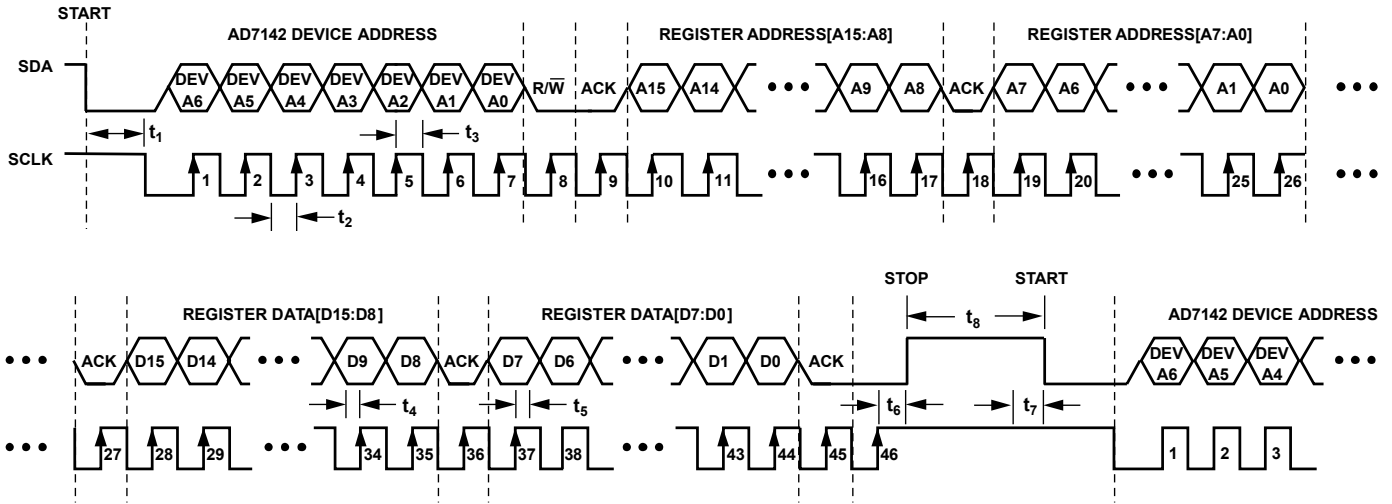 START
AD7142 DEVICE ADDRESS REGISTER ADDRESS[A15:A8] REGISTER ADDRESS[A7:A0]
SDA DEV A6 DEV A5 DEV A4 DEV A3 DEV A2 DEV A1 DEV A0 R/W̅ ACK A15 A14 ••• A9 A8 ACK A7 A6 ••• A1 A0 •••
t1 t3
SCLK 1 2 3 4 5 6 7 8 9 10 11 ••• 16 17 18 19 20 ••• 25 26 •••
t2
STOP START
REGISTER DATA[D15:D8] REGISTER DATA[D7:D0] t8 AD7142 DEVICE ADDRESS
••• ACK D15 D14 ••• D9 D8 ACK D7 D6 ••• D1 D0 ACK DEV A6 DEV A5 DEV A4 •••
t4 t5 t6 t7
••• 27 28 29 ••• 34 35 36 37 38 ••• 43 44 45 46 1 2 3 •••